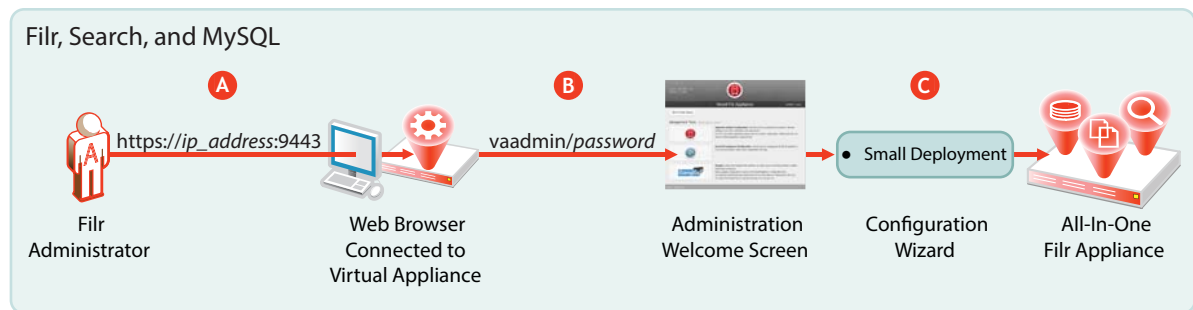 Filr, Search, and MySQL
A
B
C
A
https://ip_address:9443
vaadmin/password
• Small Deployment
Filr
Administrator
Web Browser
Connected to
Virtual Appliance
Administration
Welcome Screen
Configuration
Wizard
All-In-One
Filr Appliance